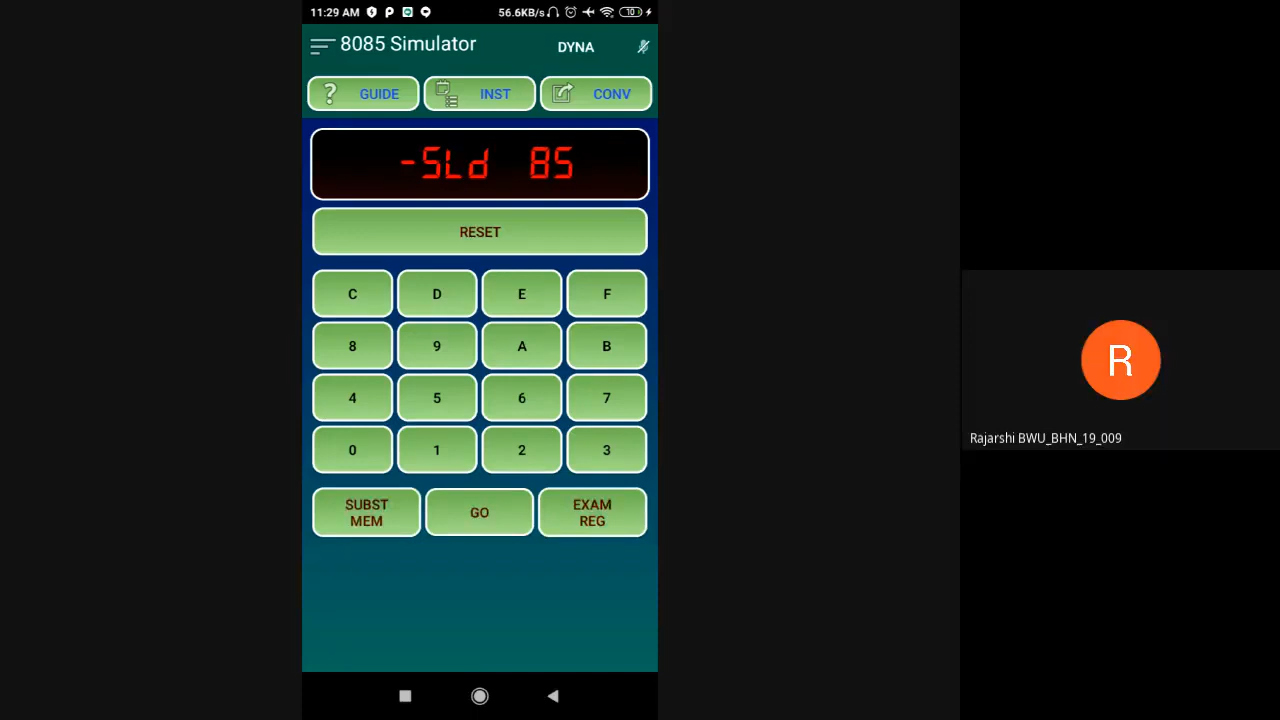 11:29 AM 56.6KB/s 10
8085 Simulator DYNA
? GUIDE INST CONV
-SLd 85
RESET
C D E F
8 9 A B
4 5 6 7
0 1 2 3
SUBST MEM GO EXAM REG
R
Rajarshi BWU_BHN_19_009